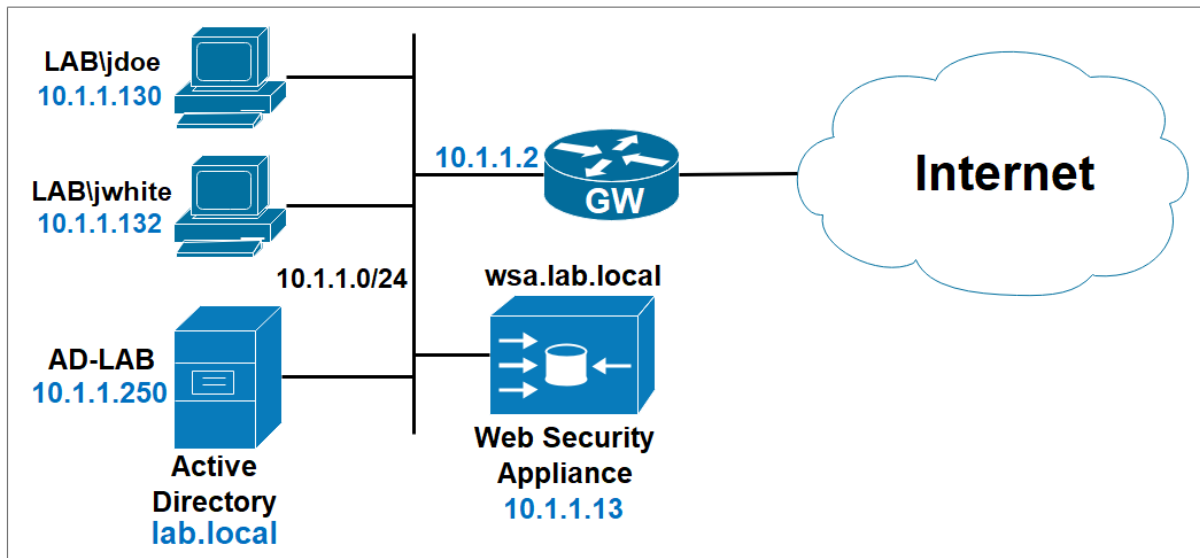 LAB\jdoe
10.1.1.130
LAB\jwhite
10.1.1.132
10.1.1.0/24
AD-LAB
10.1.1.250
Active
Directory
lab.local
10.1.1.2
GW
Internet
wsa.lab.local
Web Security
Appliance
10.1.1.13